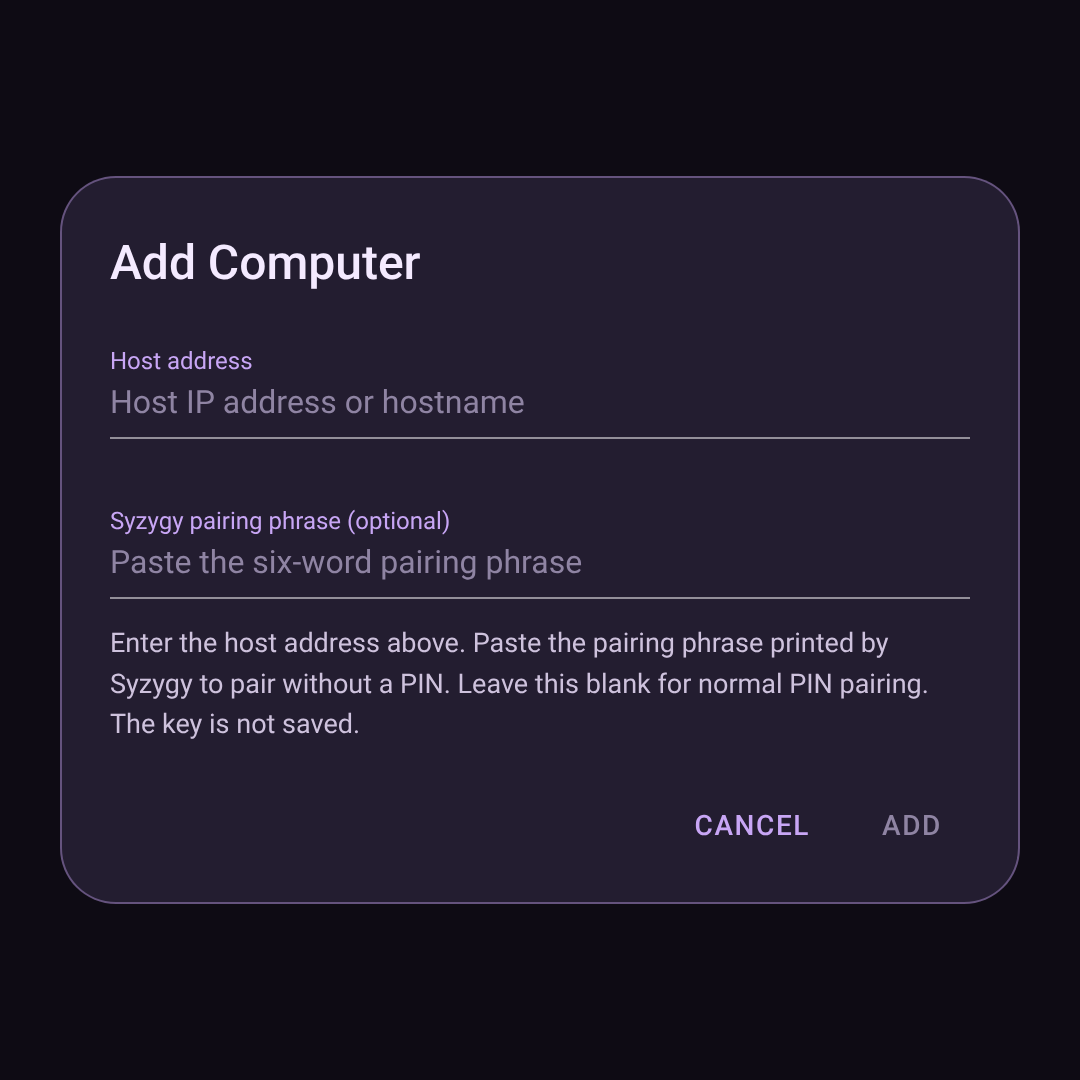 Add Computer
Host address
Host IP address or hostname
Syzygy pairing phrase (optional)
Paste the six-word pairing phrase
Enter the host address above. Paste the pairing phrase printed by
Syzygy to pair without a PIN. Leave this blank for normal PIN pairing.
The key is not saved.
CANCEL ADD